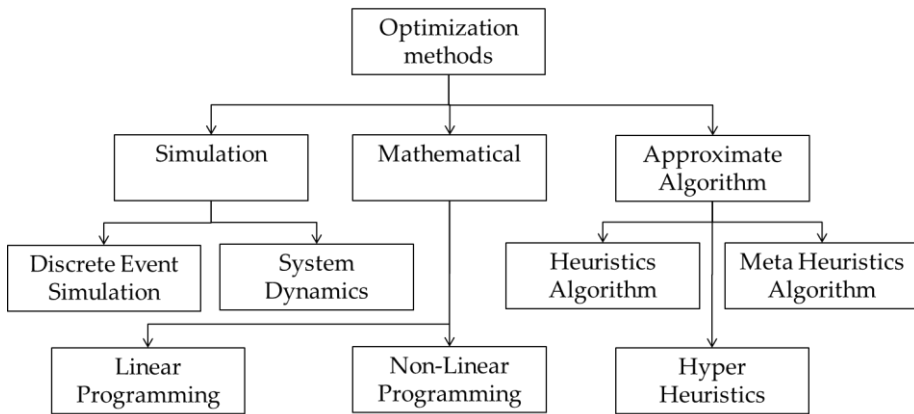 Optimization
methods
Simulation
Mathematical
Approximate
Algorithm
Discrete Event
Simulation
System
Dynamics
Heuristics
Algorithm
Meta Heuristics
Algorithm
Linear
Programming
Non-Linear
Programming
Hyper
Heuristics